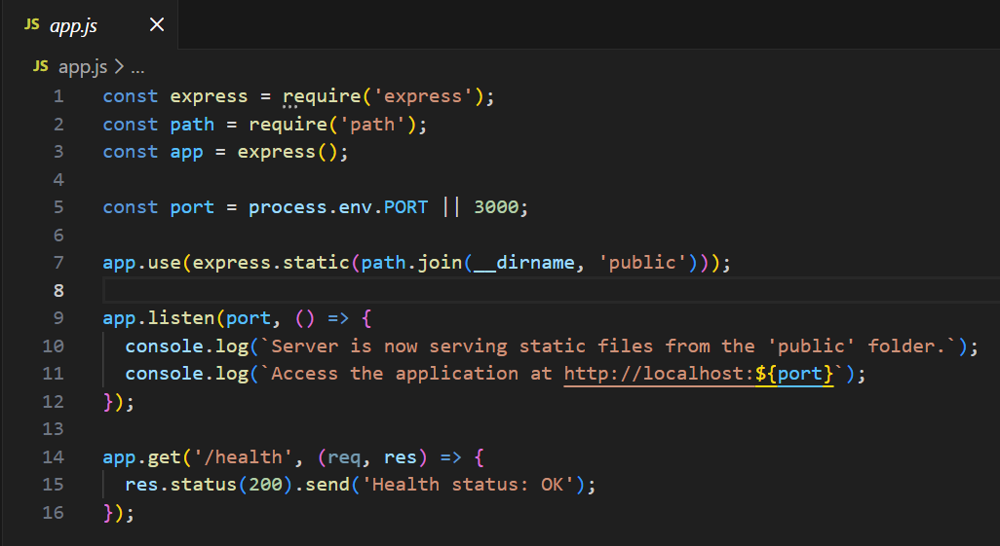 JS app.js ×
JS app.js > ...
1 const express = require('express');
2 const path = require('path');
3 const app = express();
4
5 const port = process.env.PORT || 3000;
6
7 app.use(express.static(path.join(__dirname, 'public')));
8
9 app.listen(port, () => {
10   console.log(`Server is now serving static files from the 'public' folder.`);
11   console.log(`Access the application at http://localhost:${port}`);
12 });
13
14 app.get('/health', (req, res) => {
15   res.status(200).send('Health status: OK');
16 });